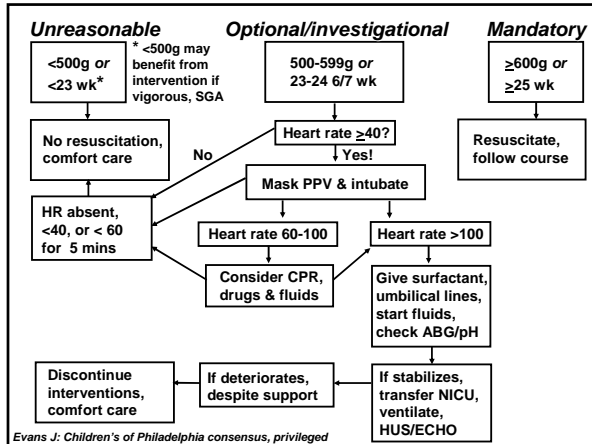 Unreasonable
Optional/investigational
Mandatory
<500g or
<23 wk*
* <500g may
benefit from
intervention if
vigorous, SGA
500-599g or
23-24 6/7 wk
≥600g or
≥25 wk
No resuscitation,
comfort care
Heart rate ≥40?
Resuscitate,
follow course
No
Yes!
Mask PPV & intubate
HR absent,
<40, or < 60
for 5 mins
Heart rate 60-100
Heart rate >100
Consider CPR,
drugs & fluids
Give surfactant,
umbilical lines,
start fluids,
check ABG/pH
Discontinue
interventions,
comfort care
If deteriorates,
despite support
If stabilizes,
transfer NICU,
ventilate,
HUS/ECHO
Evans J: Children's of Philadelphia consensus, privileged